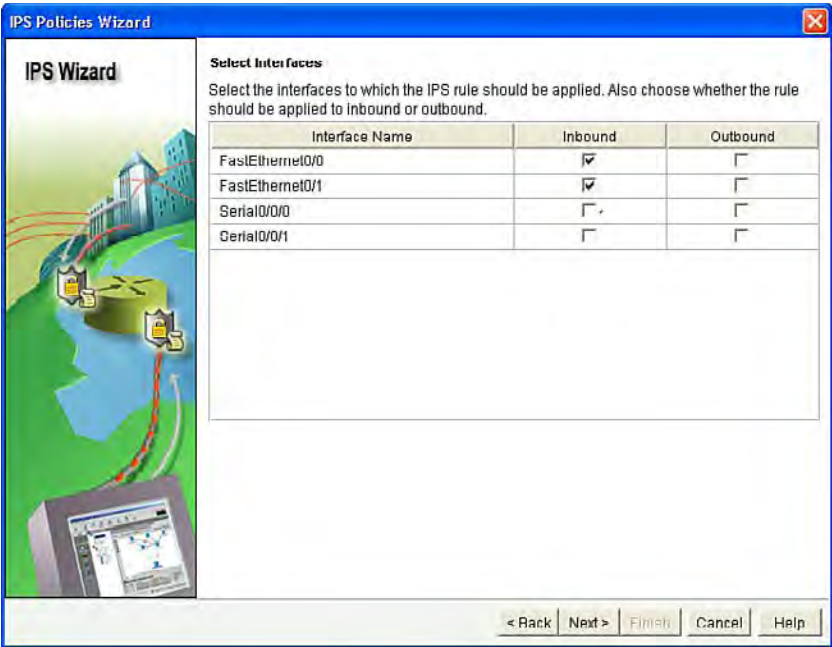 IPS Policies Wizard
IPS Wizard
Select Interfaces
Select the interfaces to which the IPS rule should be applied. Also choose whether the rule
should be applied to inbound or outbound.
Interface Name Inbound Outbound
FastEthernet0/0
FastEthernet0/1
Serial0/0/0
Serial0/0/1
< Back Next > Finish Cancel Help